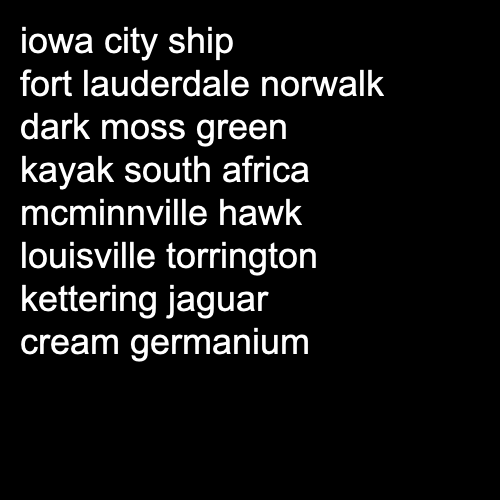 iowa city ship
fort lauderdale norwalk
dark moss green
kayak south africa
mcminnville hawk
louisville torrington
kettering jaguar
cream germanium